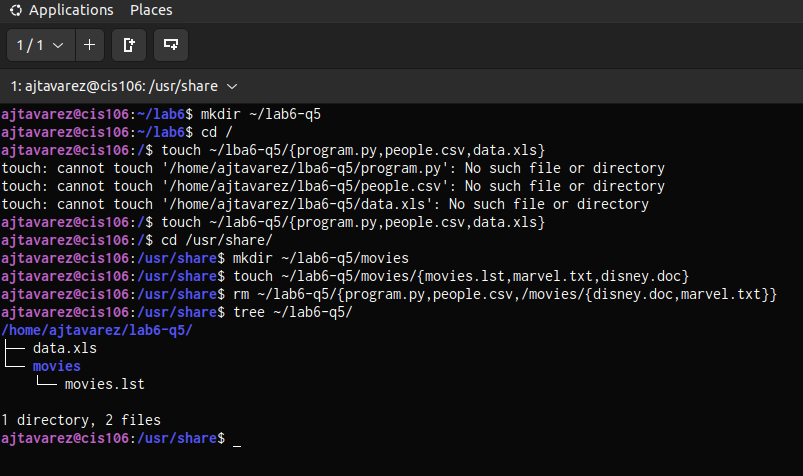 Applications Places
1 / 1
1: ajtavarez@cis106: /usr/share
ajtavarez@cis106:~/lab6$ mkdir ~/lab6-q5
ajtavarez@cis106:~/lab6$ cd /
ajtavarez@cis106:/$ touch ~/lba6-q5/{program.py,people.csv,data.xls}
touch: cannot touch '/home/ajtavarez/lba6-q5/program.py': No such file or directory
touch: cannot touch '/home/ajtavarez/lba6-q5/people.csv': No such file or directory
touch: cannot touch '/home/ajtavarez/lba6-q5/data.xls': No such file or directory
ajtavarez@cis106:/$ touch ~/lab6-q5/{program.py,people.csv,data.xls}
ajtavarez@cis106:/$ cd /usr/share/
ajtavarez@cis106:/usr/share$ mkdir ~/lab6-q5/movies
ajtavarez@cis106:/usr/share$ touch ~/lab6-q5/movies/{movies.lst,marvel.txt,disney.doc}
ajtavarez@cis106:/usr/share$ rm ~/lab6-q5/{program.py,people.csv,/movies/{disney.doc,marvel.txt}}
ajtavarez@cis106:/usr/share$ tree ~/lab6-q5/
/home/ajtavarez/lab6-q5/
├── data.xls
└── movies
    └── movies.lst
1 directory, 2 files
ajtavarez@cis106:/usr/share$ _